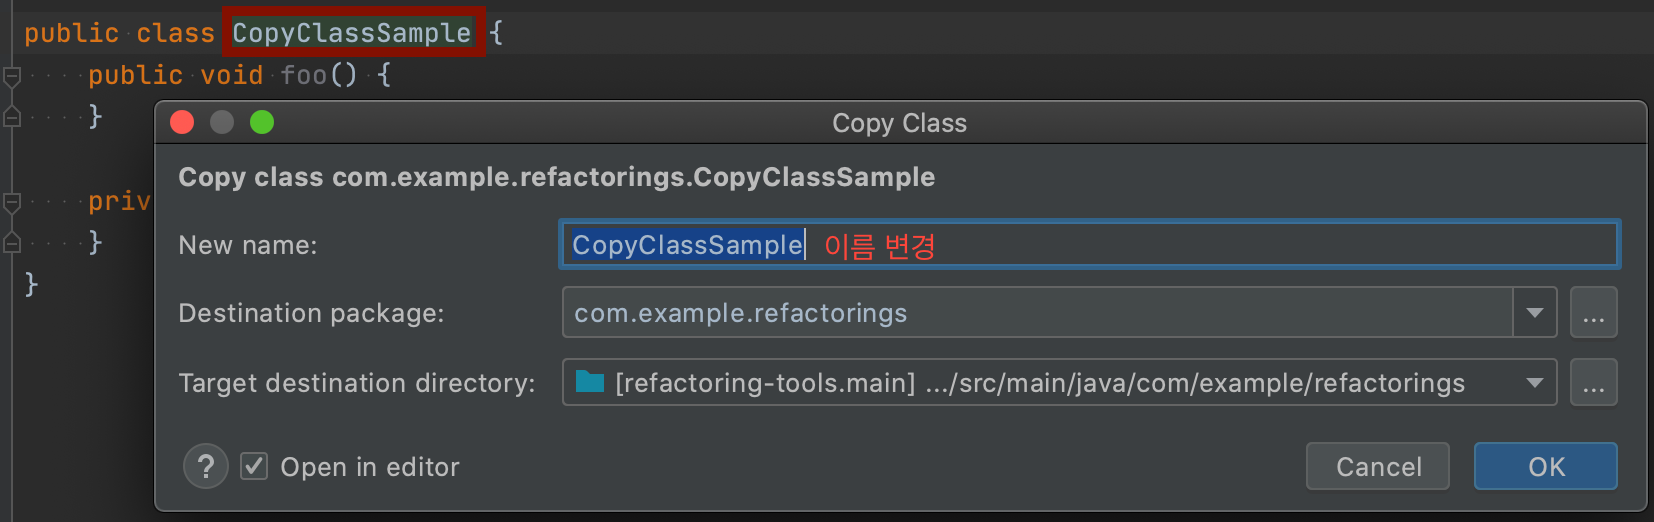 public class CopyClassSample {
public void foo() {
}
Copy Class
Copy class com.example.refactorings.CopyClassSample
priv
New name: CopyClassSample 이름 변경
}
}
Destination package: com.example.refactorings ...
Target destination directory: [refactoring-tools.main] .../src/main/java/com/example/refactorings ...
? Open in editor Cancel OK